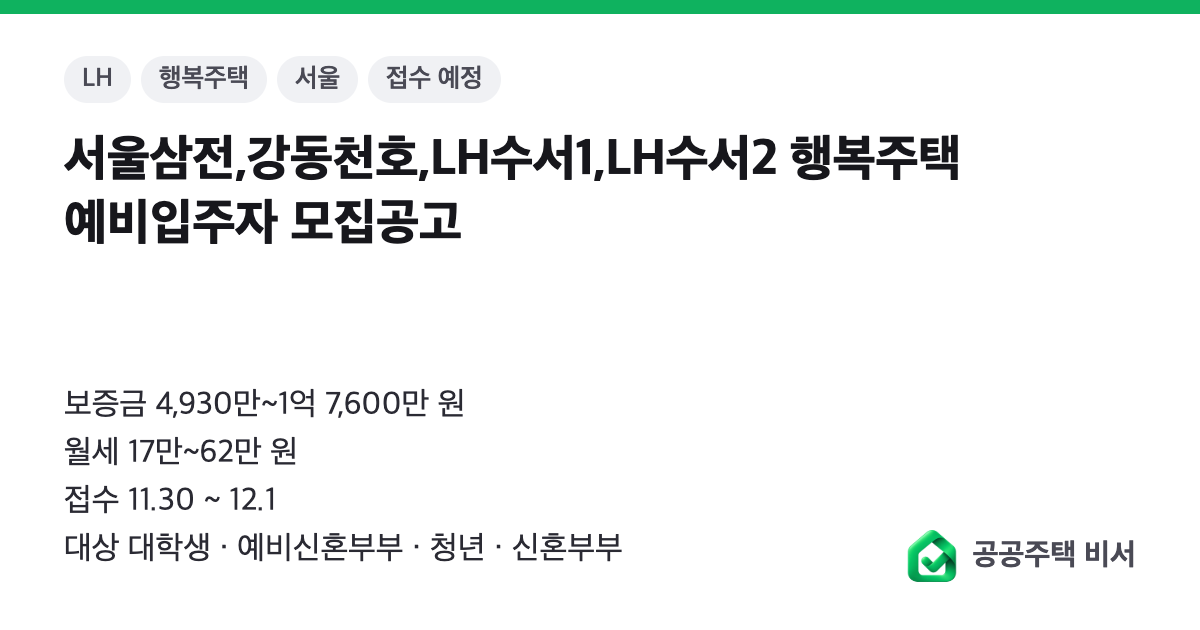 LH 행복주택 서울 접수 예정
서울삼전,강동천호,LH수서1,LH수서2 행복주택
예비입주자 모집공고
보증금 4,930만~1억 7,600만 원
월세 17만~62만 원
접수 11.30 ~ 12.1
대상 대학생 · 예비신혼부부 · 청년 · 신혼부부
공공주택 비서